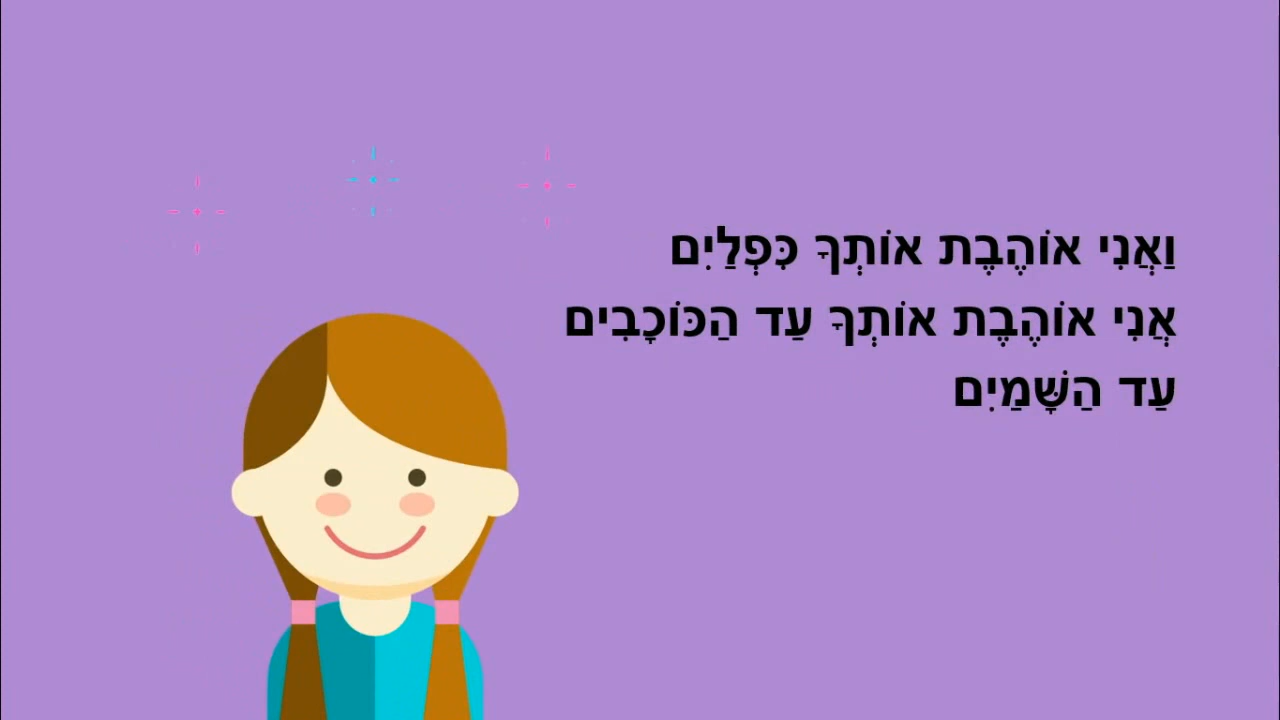 וַאֲנִי אוֹהֶבֶת אוֹתְךָ כִּפְלַיִם
אֲנִי אוֹהֶבֶת אוֹתְךָ עַד הַכּוֹכָבִים
עַד הַשָּׁמַיִם